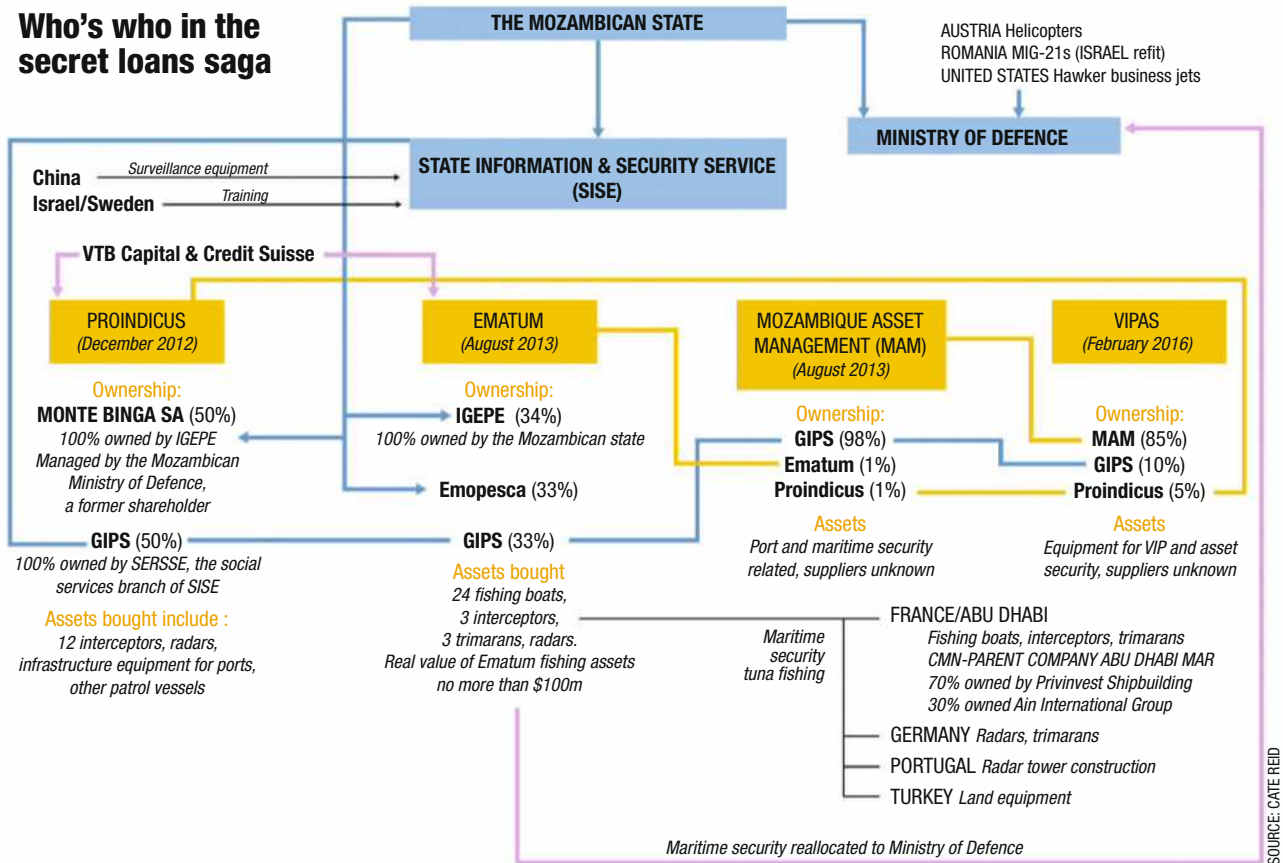 Who's who in the
secret loans saga
THE MOZAMBICAN STATE
AUSTRIA Helicopters
ROMANIA MIG-21s (ISRAEL refit)
UNITED STATES Hawker business jets
MINISTRY OF DEFENCE
STATE INFORMATION & SECURITY SERVICE
(SISE)
China
Surveillance equipment
Israel/Sweden
Training
VTB Capital & Credit Suisse
PROINDICUS
(December 2012)
Ownership:
MONTE BINGA SA (50%)
100% owned by IGEPE
Managed by the Mozambican
Ministry of Defence,
a former shareholder
GIPS (50%)
100% owned by SERSSE, the social
services branch of SISE
Assets bought include :
12 interceptors, radars,
infrastructure equipment for ports,
other patrol vessels
EMATUM
(August 2013)
Ownership:
IGEPE (34%)
100% owned by the Mozambican state
Emopesca (33%)
GIPS (33%)
Assets bought
24 fishing boats,
3 interceptors,
3 trimarans, radars.
Real value of Ematum fishing assets
no more than $100m
MOZAMBIQUE ASSET
MANAGEMENT (MAM)
(August 2013)
Ownership:
GIPS (98%)
Ematum (1%)
Proindicus (1%)
Assets
Port and maritime security
related, suppliers unknown
VIPAS
(February 2016)
Ownership:
MAM (85%)
GIPS (10%)
Proindicus (5%)
Assets
Equipment for VIP and asset
security, suppliers unknown
Maritime
security
tuna fishing
FRANCE/ABU DHABI
Fishing boats, interceptors, trimarans
CMN-PARENT COMPANY ABU DHABI MAR
70% owned by Privinvest Shipbuilding
30% owned Ain International Group
GERMANY Radars, trimarans
PORTUGAL Radar tower construction
TURKEY Land equipment
Maritime security reallocated to Ministry of Defence
SOURCE: CATE REID